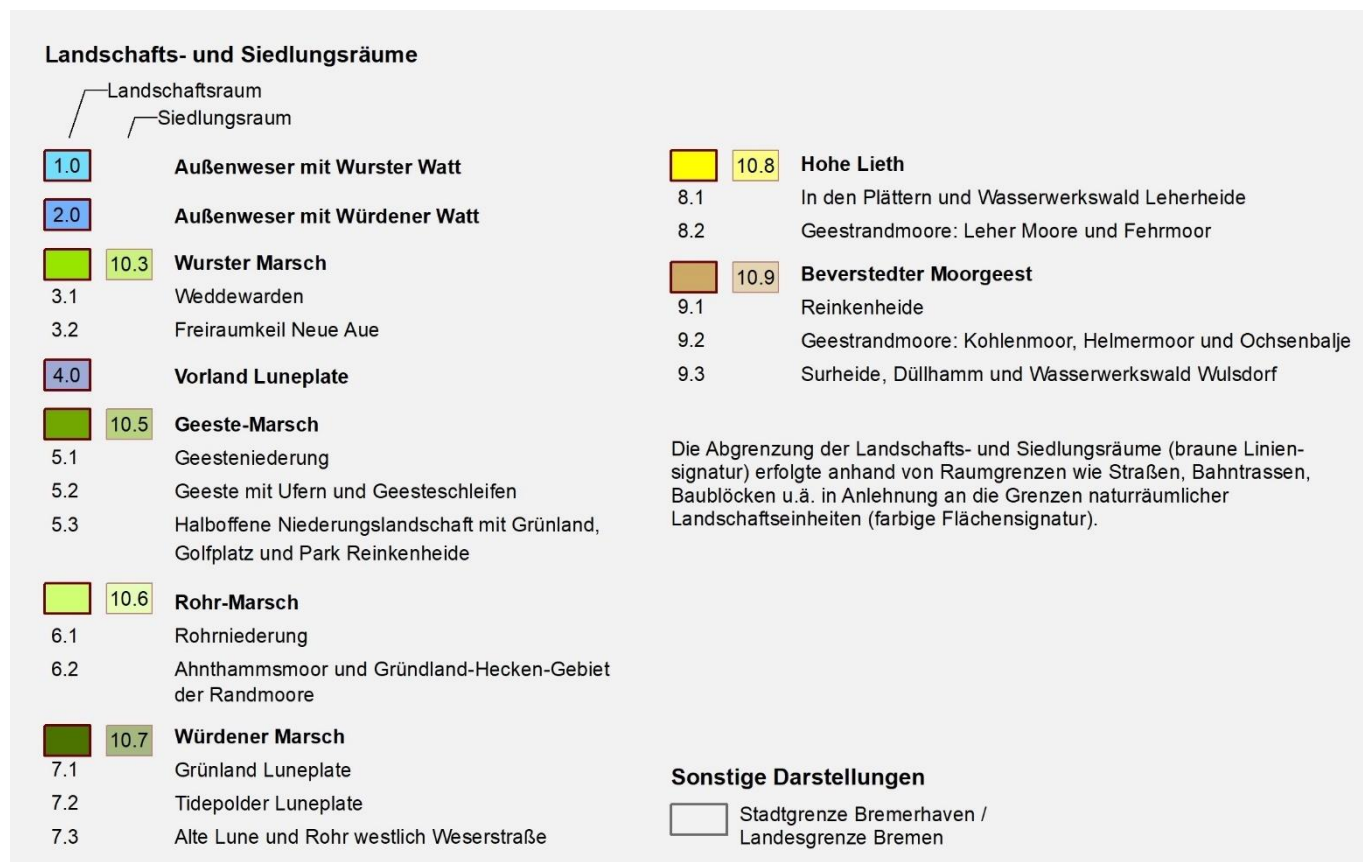 Landschafts- und Siedlungsräume
Landschaftsraum
Siedlungsraum
1.0 Außenweser mit Wurster Watt
2.0 Außenweser mit Würdener Watt
10.3 Wurster Marsch
3.1 Weddewarden
3.2 Freiraumkeil Neue Aue
4.0 Vorland Luneplate
10.5 Geeste-Marsch
5.1 Geesteniederung
5.2 Geeste mit Ufern und Geesteschleifen
5.3 Halboffene Niederungslandschaft mit Grünland,
Golfplatz und Park Reinkenheide
10.6 Rohr-Marsch
6.1 Rohrniederung
6.2 Ahnthammsmoor und Gründland-Hecken-Gebiet
der Randmoore
10.7 Würdener Marsch
7.1 Grünland Luneplate
7.2 Tidepolder Luneplate
7.3 Alte Lune und Rohr westlich Weserstraße
10.8 Hohe Lieth
8.1 In den Plättern und Wasserwerkswald Leherheide
8.2 Geestrandmoore: Leher Moore und Fehrmoor
10.9 Beverstedter Moorgeest
9.1 Reinkenheide
9.2 Geestrandmoore: Kohlenmoor, Helmermoor und Ochsenbalje
9.3 Surheide, Düllhamm und Wasserwerkswald Wulsdorf
Die Abgrenzung der Landschafts- und Siedlungsräume (braune Linien-
signatur) erfolgte anhand von Raumgrenzen wie Straßen, Bahntrassen,
Baublöcken u.ä. in Anlehnung an die Grenzen naturräumlicher
Landschaftseinheiten (farbige Flächensignatur).
Sonstige Darstellungen
Stadtgrenze Bremerhaven /
Landesgrenze Bremen